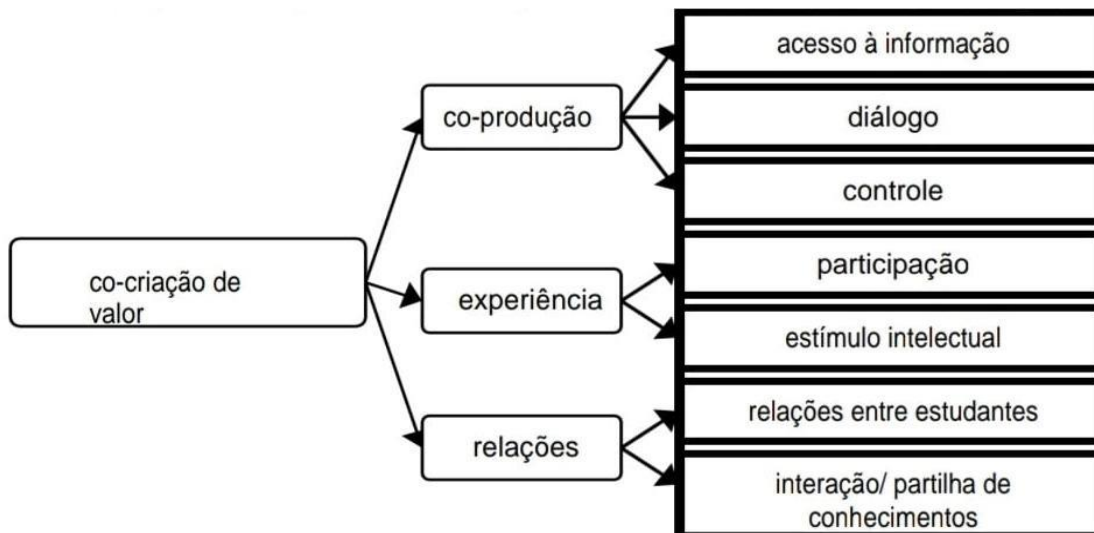 co-criação de
valor
co-produção
experiência
relações
acesso à informação
diálogo
controle
participação
estímulo intelectual
relações entre estudantes
interação/ partilha de
conhecimentos